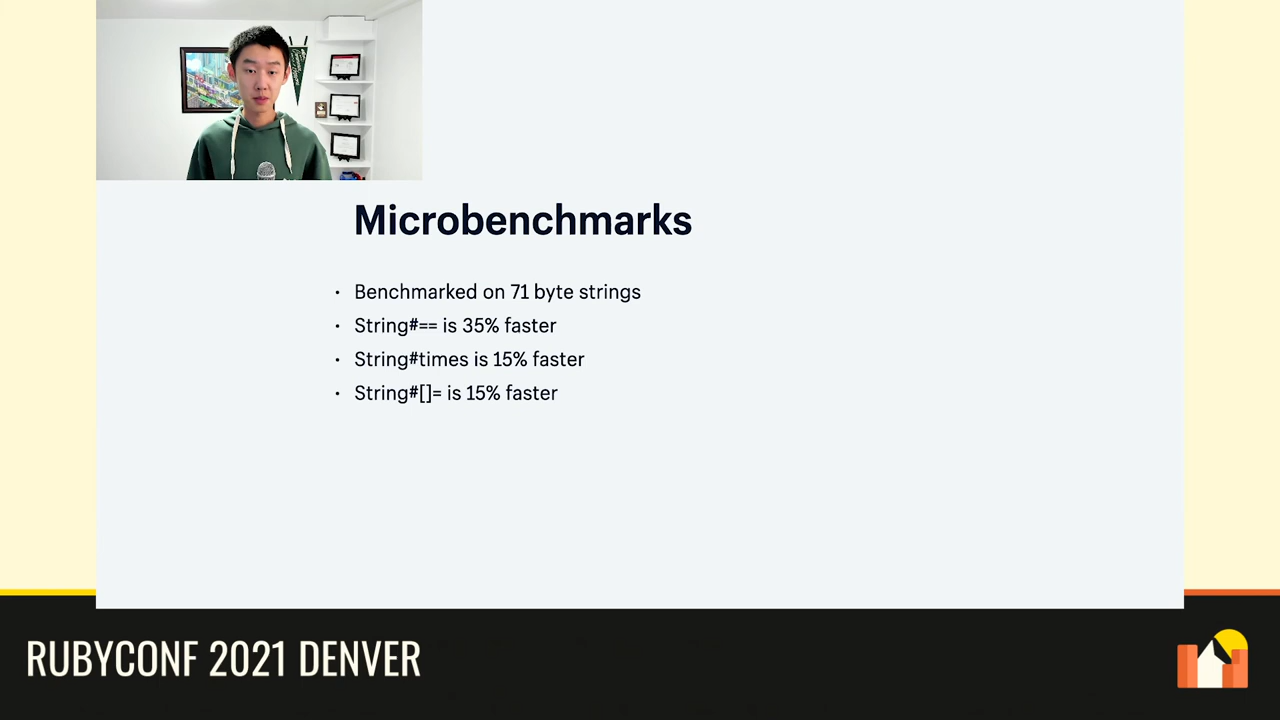 Microbenchmarks
• Benchmarked on 71 byte strings
• String#== is 35% faster
• String#times is 15% faster
• String#[]= is 15% faster
RUBYCONF 2021 DENVER